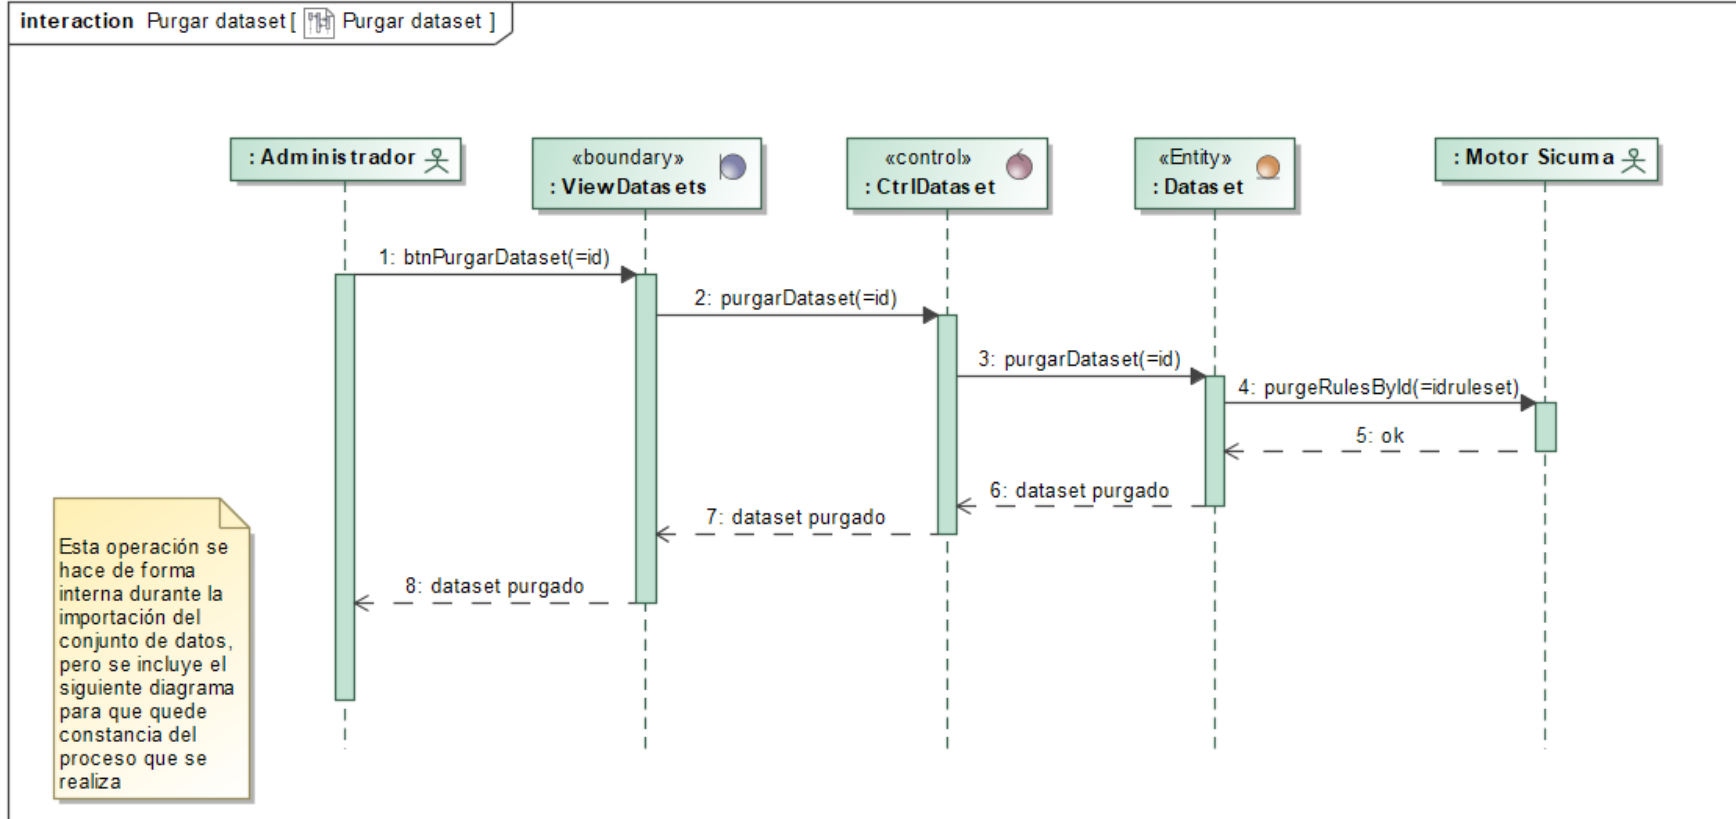 interaction Purgar dataset [ Purgar dataset ]
: Administrador
«boundary»
: ViewDatasets
«control»
: CtrlDataset
«Entity»
: Dataset
: Motor Sicuma
1: btnPurgarDataset(=id)
2: purgarDataset(=id)
3: purgarDataset(=id)
4: purgeRulesById(=idruleset)
5: ok
6: dataset purgado
7: dataset purgado
8: dataset purgado
Esta operación se
hace de forma
interna durante la
importación del
conjunto de datos,
pero se incluye el
siguiente diagrama
para que quede
constancia del
proceso que se
realiza